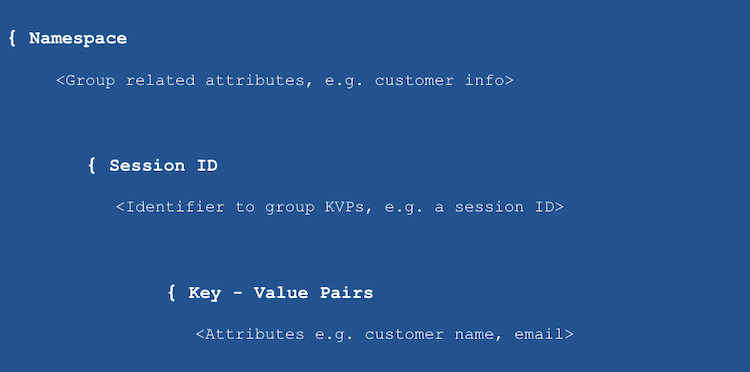 { Namespace
<Group related attributes, e.g. customer info>
{ Session ID
<Identifier to group KVPs, e.g. a session ID>
{ Key - Value Pairs
<Attributes e.g. customer name, email>